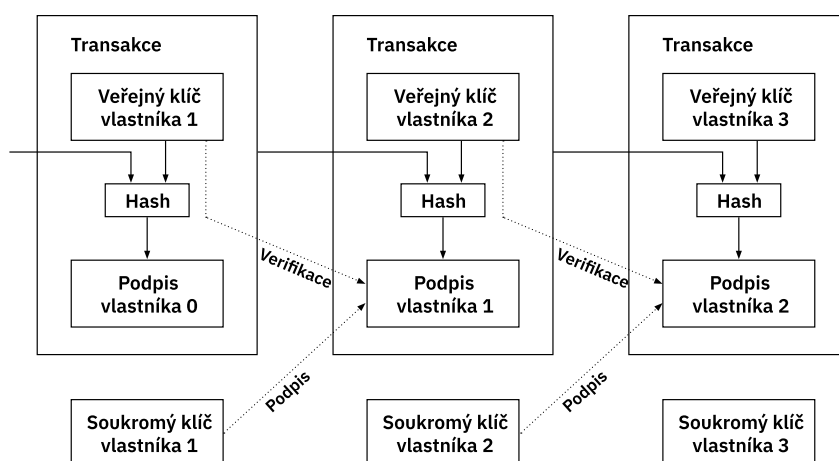 Transakce
Veřejný klíč
vlastníka 1
Hash
Podpis
vlastníka 0
Transakce
Veřejný klíč
vlastníka 2
Hash
Podpis
vlastníka 1
Transakce
Veřejný klíč
vlastníka 3
Hash
Podpis
vlastníka 2
Verifikace
Verifikace
Podpis
Podpis
Soukromý klíč
vlastníka 1
Soukromý klíč
vlastníka 2
Soukromý klíč
vlastníka 3